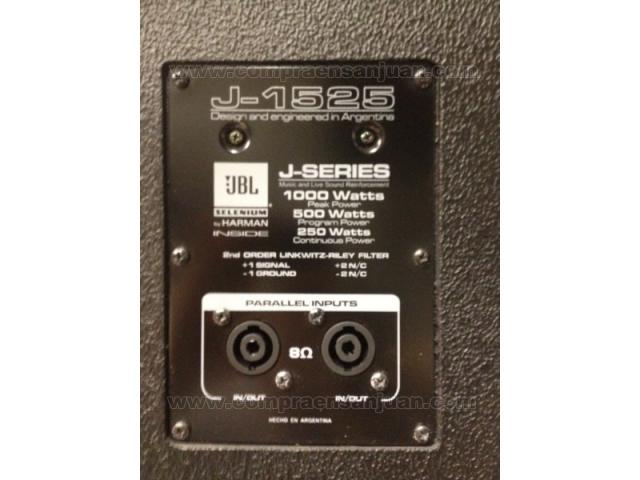 www.compraensanjuan.com
J-1525
Design and engineered in Argentina
J-SERIES
Music and Live Sound Reinforcement
JBL
SELENIUM
by HARMAN
INSIDE
1000 Watts
Peak Power
500 Watts
Program Power
250 Watts
Continuous Power
2nd ORDER LINKWITZ-RILEY FILTER
+1 SIGNAL +2 N/C
-1 GROUND -2 N/C
PARALLEL INPUTS
8Ω
IN/OUT IN/OUT
www.compraensanjuan.com
HECHO EN ARGENTINA